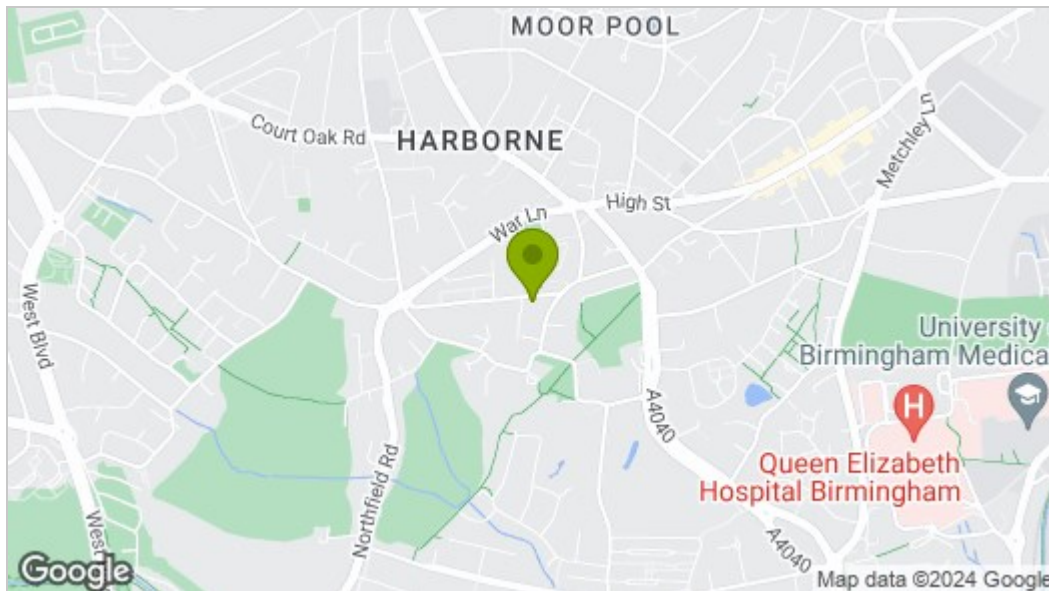 MOOR POOL
Court Oak Rd
HARBORNE
Metchley Ln
High St
War Ln
West Blvd
University
Birmingham Medica
H
A4040
Queen Elizabeth
Hospital Birmingham
Northfield Rd
West
A4040
Google
Map data ©2024 Google